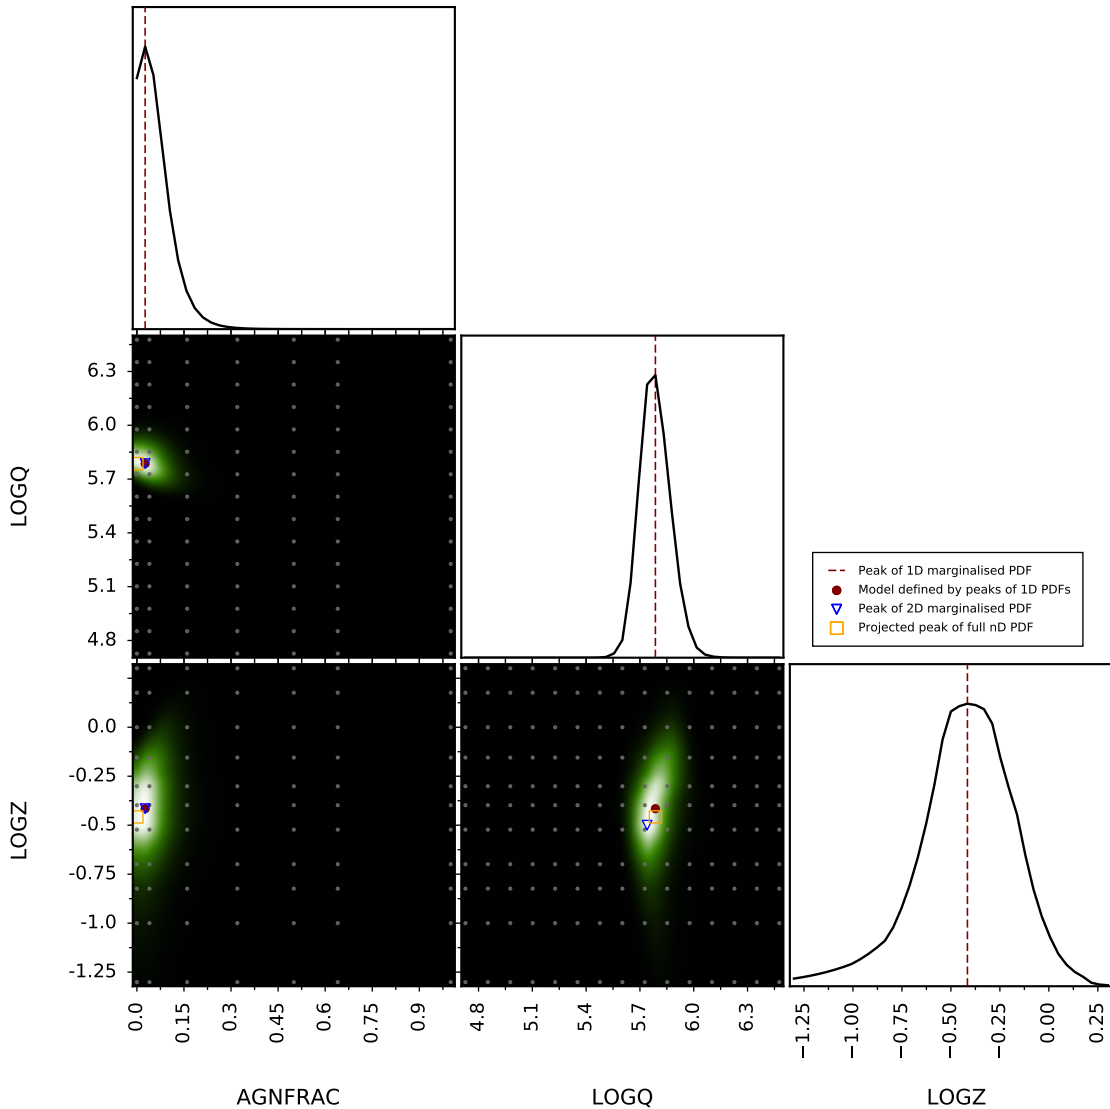 6.3
6.0
5.7
5.4
5.1
4.8
LOGQ
Peak of 1D marginalised PDF
Model defined by peaks of 1D PDFs
Peak of 2D marginalised PDF
Projected peak of full nD PDF
0.0
-0.25
-0.5
-0.75
-1.0
-1.25
LOGZ
0.0 0.15 0.3 0.45 0.6 0.75 0.9
4.8 5.1 5.4 5.7 6.0 6.3
−1.25 −1.00 −0.75 −0.50 −0.25 0.00 0.25
AGNFRAC LOGQ LOGZ